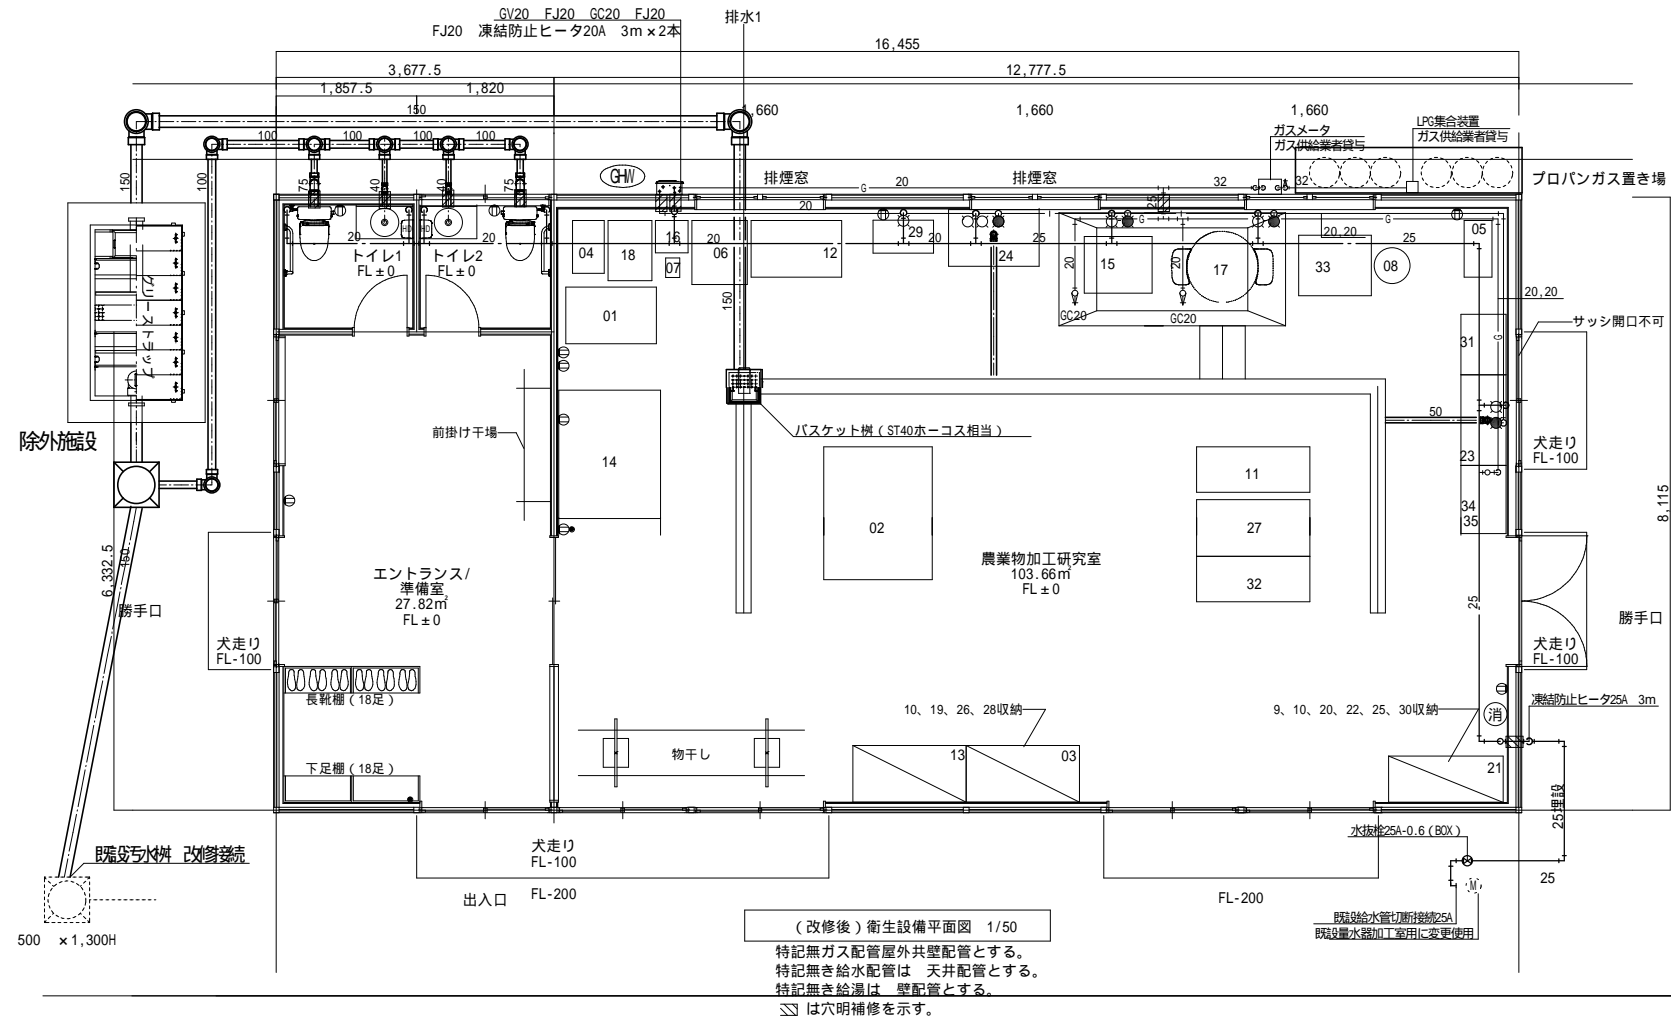 GV20 FJ20 GC20 FJ20
FJ20 凍結防止ヒータ20A 3m×2本
排水1
16,455
3,677.5
12,777.5
1,857.5
1,820
150
1,660
1,660
1,660
ガスメータ
ガス供給業者貸与
LPG集合装置
ガス供給業者貸与
100
100
100
100
150
100
75
40
40
75
GHW
排煙窓
G
20
排煙窓
32
32
プロパンガス置き場
20
25
20
20
トイレ1
FL±0
HD
HD
トイレ2
FL±0
04
18
16
07
20
06
12
29
20
24
25
G
G
20
15
20
17
20,20
33
25
08
05
GC20
GC20
20,20
サッシ開口不可
グリーストラップ
01
150
31
G
除外施設
前掛け干場
バスケット桝(ST40ホーコス相当)
50
犬走り
FL-100
14
02
11
23
27
34
35
32
8,115
6,332.5
150
勝手口
エントランス/
準備室
27.82㎡
FL±0
農業物加工研究室
103.66㎡
FL±0
25
勝手口
犬走り
FL-100
犬走り
FL-100
長靴棚(18足)
10、19、26、28収納
9、10、20、22、25、30収納
消
凍結防止ヒータ25A 3m
物干し
13
03
21
下足棚(18足)
25埋設
水抜栓25A-0.6(BOX)
既設汚水桝 改修接続
犬走り
FL-100
出入口
FL-200
FL-200
M
25
500 ×1,300H
既設給水管切断接続25A
既設量水器加工室用に変更使用
(改修後)衛生設備平面図 1/50
特記無ガス配管屋外共壁配管とする。
特記無き給水配管は 天井配管とする。
特記無き給湯は 壁配管とする。
は穴明補修を示す。